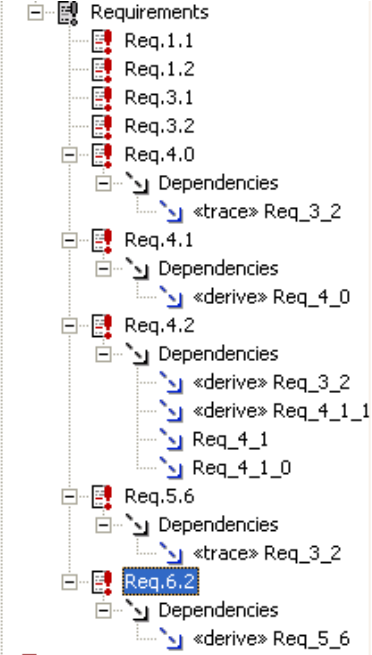 Requirements
Req.1.1
Req.1.2
Req.3.1
Req.3.2
Req.4.0
Dependencies
«trace» Req_3_2
Req.4.1
Dependencies
«derive» Req_4_0
Req.4.2
Dependencies
«derive» Req_3_2
«derive» Req_4_1_1
Req_4_1
Req_4_1_0
Req.5.6
Dependencies
«trace» Req_3_2
Req.6.2
Dependencies
«derive» Req_5_6